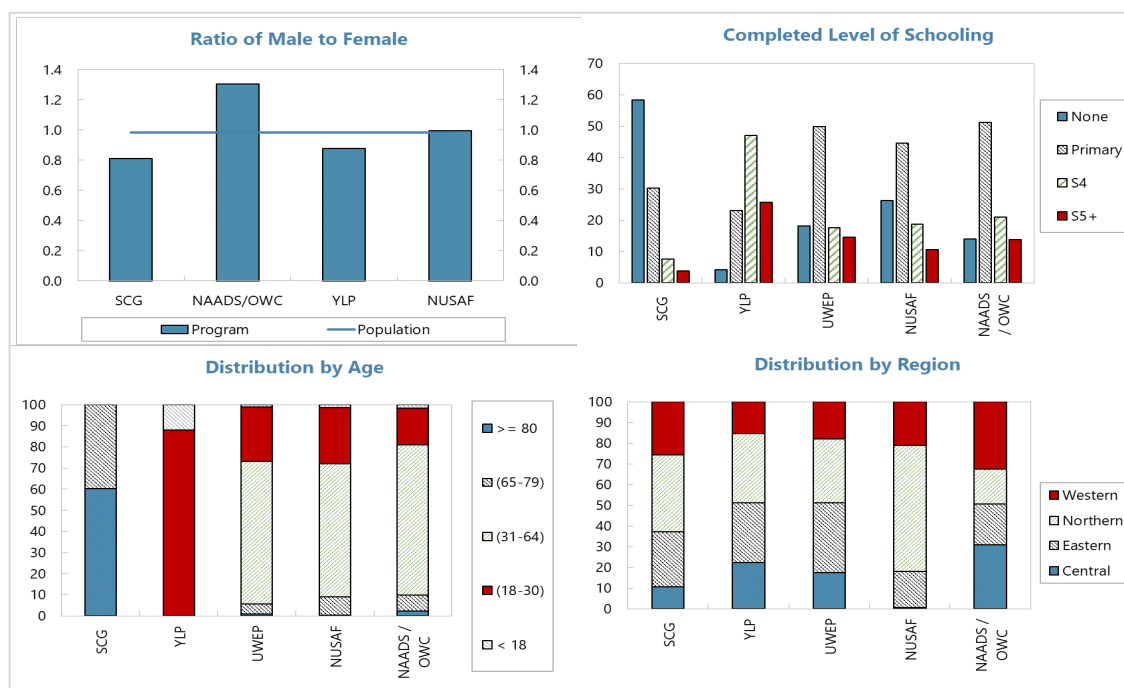 Ratio of Male to Female
1.4 1.4
1.2 1.2
1.0 1.0
0.8 0.8
0.6 0.6
0.4 0.4
0.2 0.2
0.0 0.0
SCG NAADS/OWC YLP NUSAF
Program Population
Completed Level of Schooling
70
60
50
40
30
20
10
0
SCG
YLP
UWEP
NUSAF
NAADS
/ OWC
None
Primary
S4
S5+
Distribution by Age
100
90
80
70
60
50
40
30
20
10
0
SCG
YLP
UWEP
NUSAF
NAADS /
OWC
>= 80
(65-79)
(31-64)
(18-30)
< 18
Distribution by Region
100
90
80
70
60
50
40
30
20
10
0
SCG
YLP
UWEP
NUSAF
NAADS /
OWC
Western
Northern
Eastern
Central